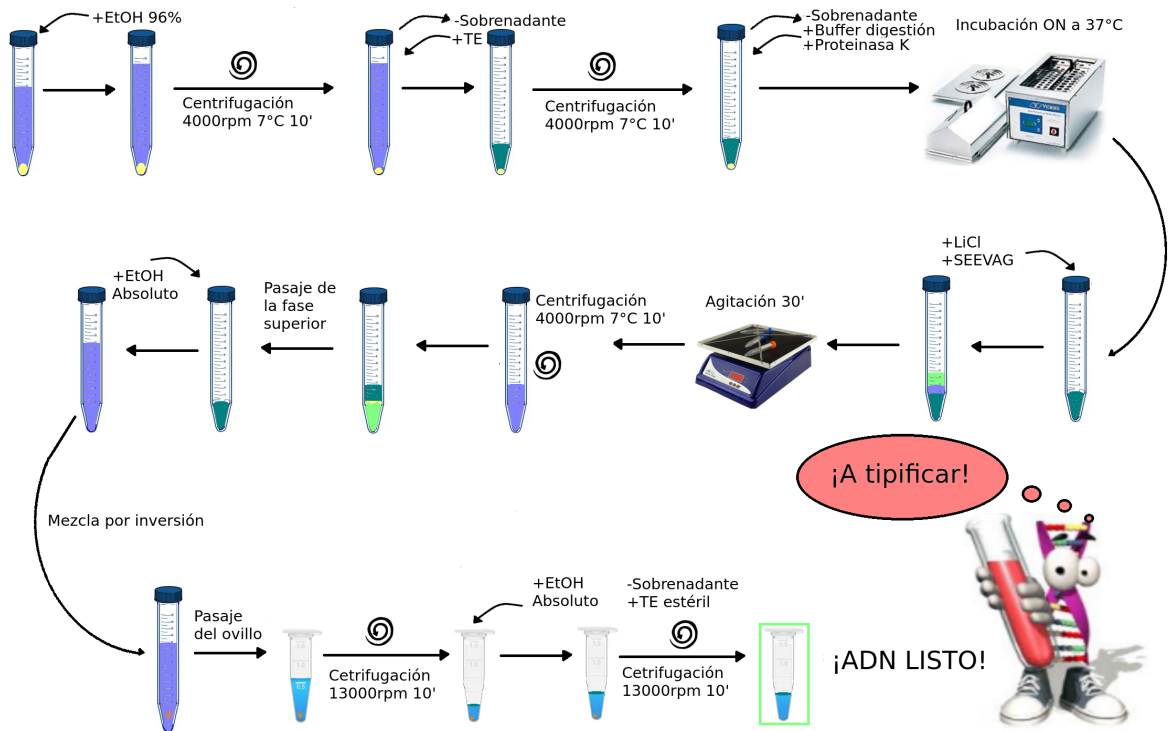 +EtOH 96%
Centrifugación
4000rpm 7°C 10'
-Sobrenadante
+TE
Centrifugación
4000rpm 7°C 10'
-Sobrenadante
+Buffer digestión
+Proteinasa K
Incubación ON a 37°C
+LiCl
+SEEVAG
Agitación 30'
Centrifugación
4000rpm 7°C 10'
Pasaje de
la fase
superior
+EtOH
Absoluto
Mezcla por inversión
¡A tipificar!
Pasaje
del ovillo
Cetrifugación
13000rpm 10'
+EtOH
Absoluto
-Sobrenadante
+TE estéril
Cetrifugación
13000rpm 10'
¡ADN LISTO!